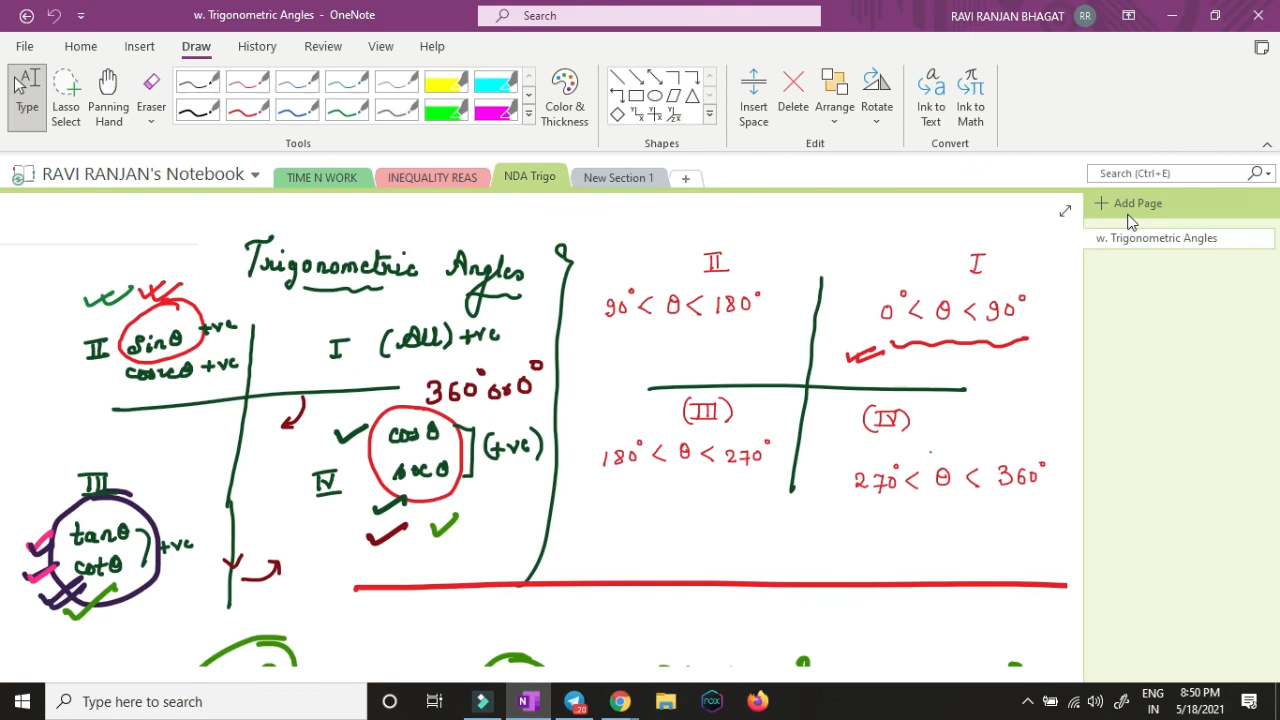 w. Trigonometric Angles - OneNote
Search
RAVI RANJAN BHAGAT
RR
File Home Insert Draw History Review View Help
Type
Lasso Select
Panning Hand
Eraser
Color & Thickness
Insert Space
Delete
Arrange
Rotate
Ink to Text
Ink to Math
Tools
Shapes
Edit
Convert
RAVI RANJAN's Notebook
TIME N WORK
INEQUALITY REAS
NDA Trigo
New Section 1
Search (Ctrl+E)
Add Page
w. Trigonometric Angles
Trigonometric Angles
II sinθ +ve
cosecθ +ve
I (All) +ve
360° or 0°
IV cosθ
secθ
(+ve)
III
tanθ
cotθ
+ve
II
90° < θ < 180°
I
0° < θ < 90°
(III)
180° < θ < 270°
(IV)
270° < θ < 360°
Type here to search
20
nox
ENG
IN
8:50 PM
5/18/2021
1